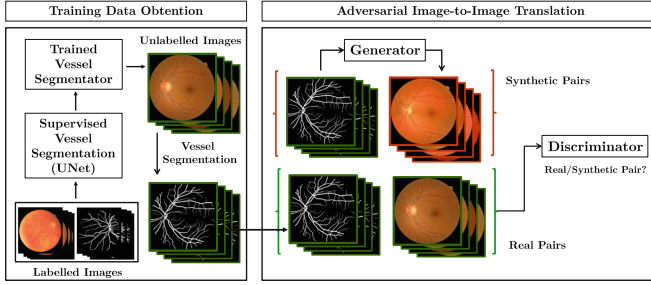 Training Data Obtention
Adversarial Image-to-Image Translation
Trained
Vessel
Segmentator
Unlabelled Images
Supervised
Vessel
Segmentation
(UNet)
Vessel
Segmentation
Labelled Images
Generator
Synthetic Pairs
Discriminator
Real/Synthetic Pair?
Real Pairs